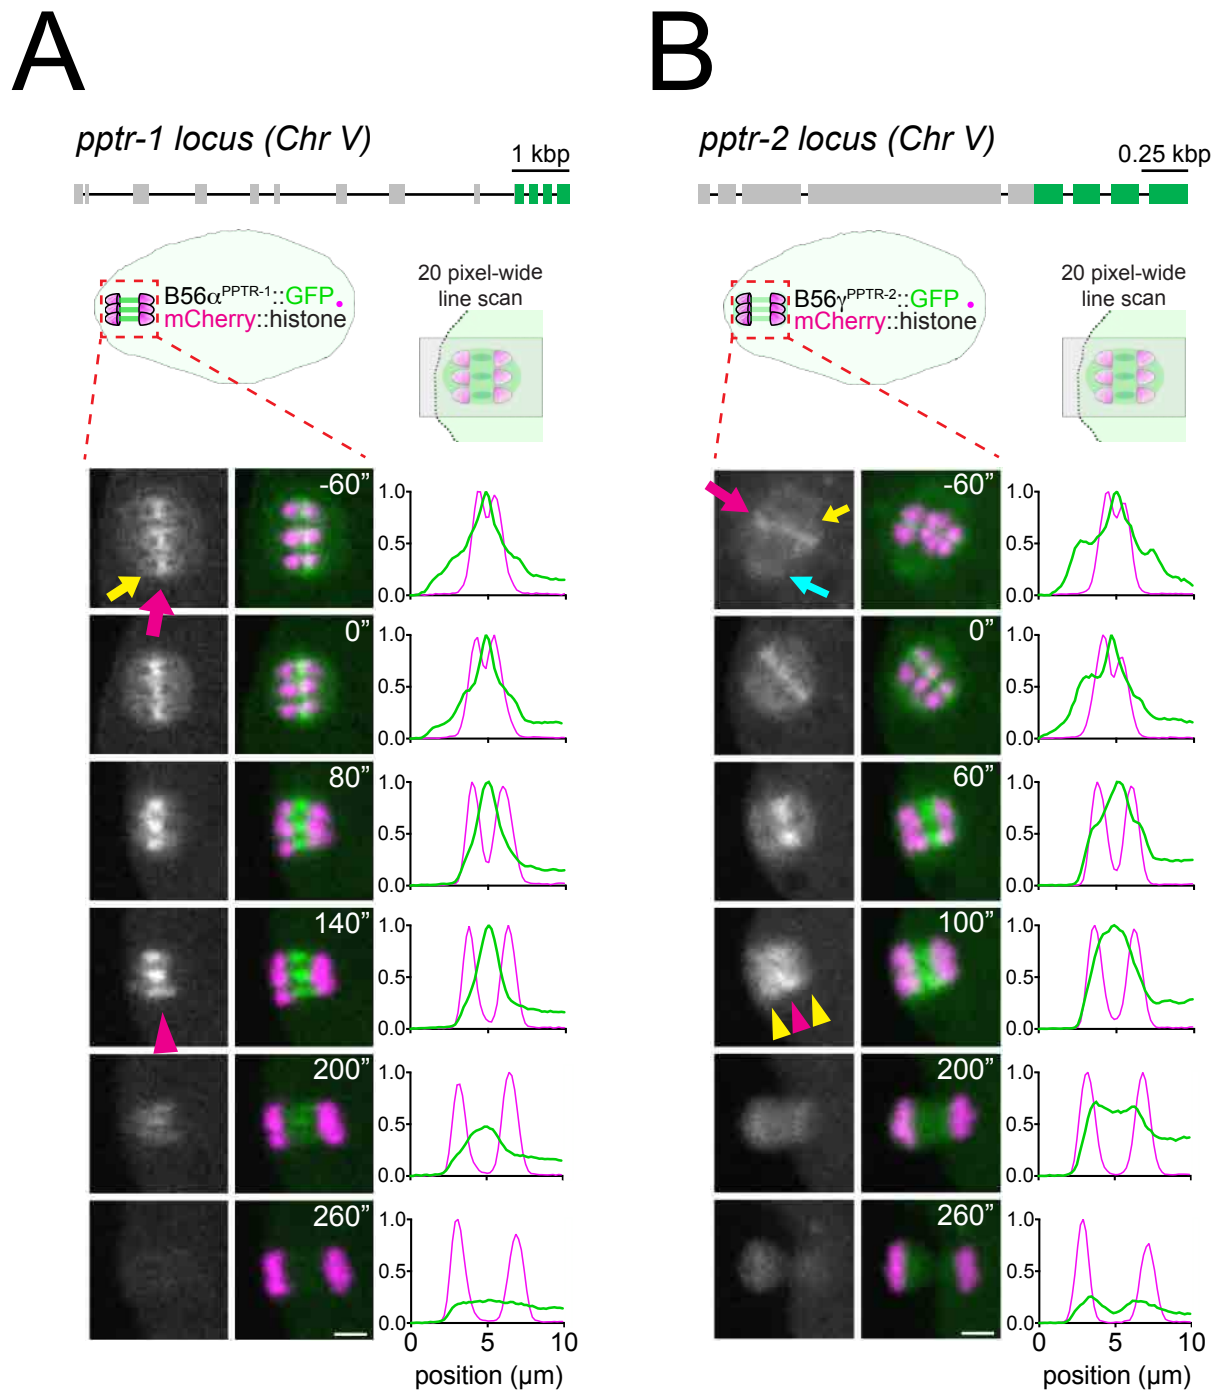 A
pptr-1 locus (Chr V)
1 kbp
B56αPPTR-1::GFP
mCherry::histone
20 pixel-wide
line scan
-60”
1.0
0.5
0.0
0”
1.0
0.5
0.0
80”
1.0
0.5
0.0
140”
1.0
0.5
0.0
200”
1.0
0.5
0.0
260”
1.0
0.5
0.0
0 5 10
position (µm)
B
pptr-2 locus (Chr V)
0.25 kbp
B56γPPTR-2::GFP
mCherry::histone
20 pixel-wide
line scan
-60”
1.0
0.5
0.0
0”
1.0
0.5
0.0
60”
1.0
0.5
0.0
100”
1.0
0.5
0.0
200”
1.0
0.5
0.0
260”
1.0
0.5
0.0
0 5 10
position (µm)